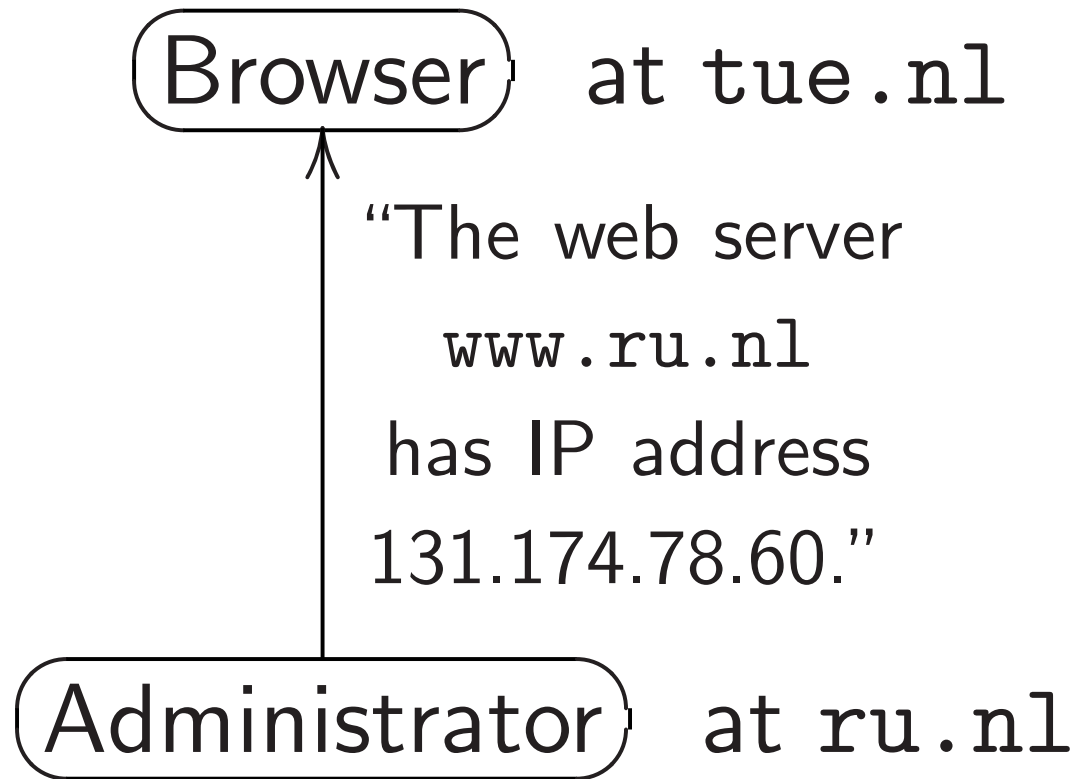 Browser at tue.nl
“The web server
www.ru.nl
has IP address
131.174.78.60.”
Administrator at ru.nl